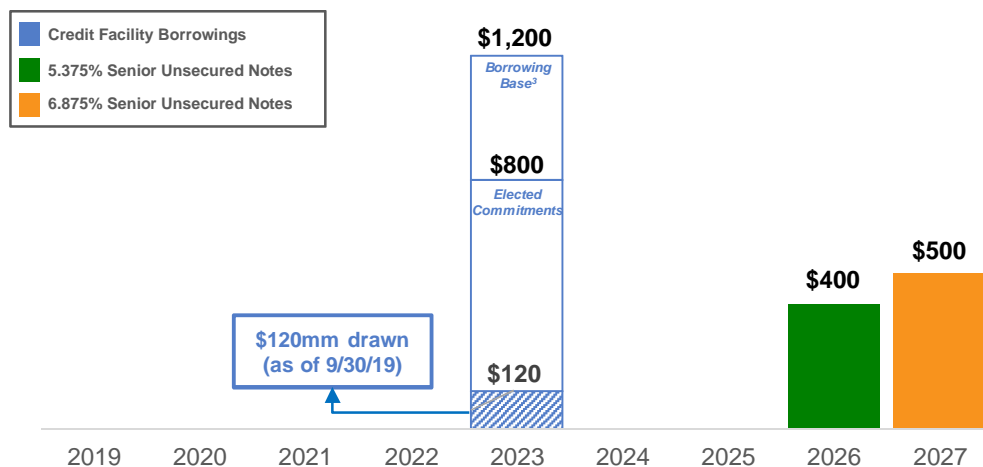 Credit Facility Borrowings
5.375% Senior Unsecured Notes
6.875% Senior Unsecured Notes
$1,200
Borrowing
Base³
$800
Elected
Commitments
$120mm drawn
(as of 9/30/19)
$120
$400
$500
2019 2020 2021 2022 2023 2024 2025 2026 2027